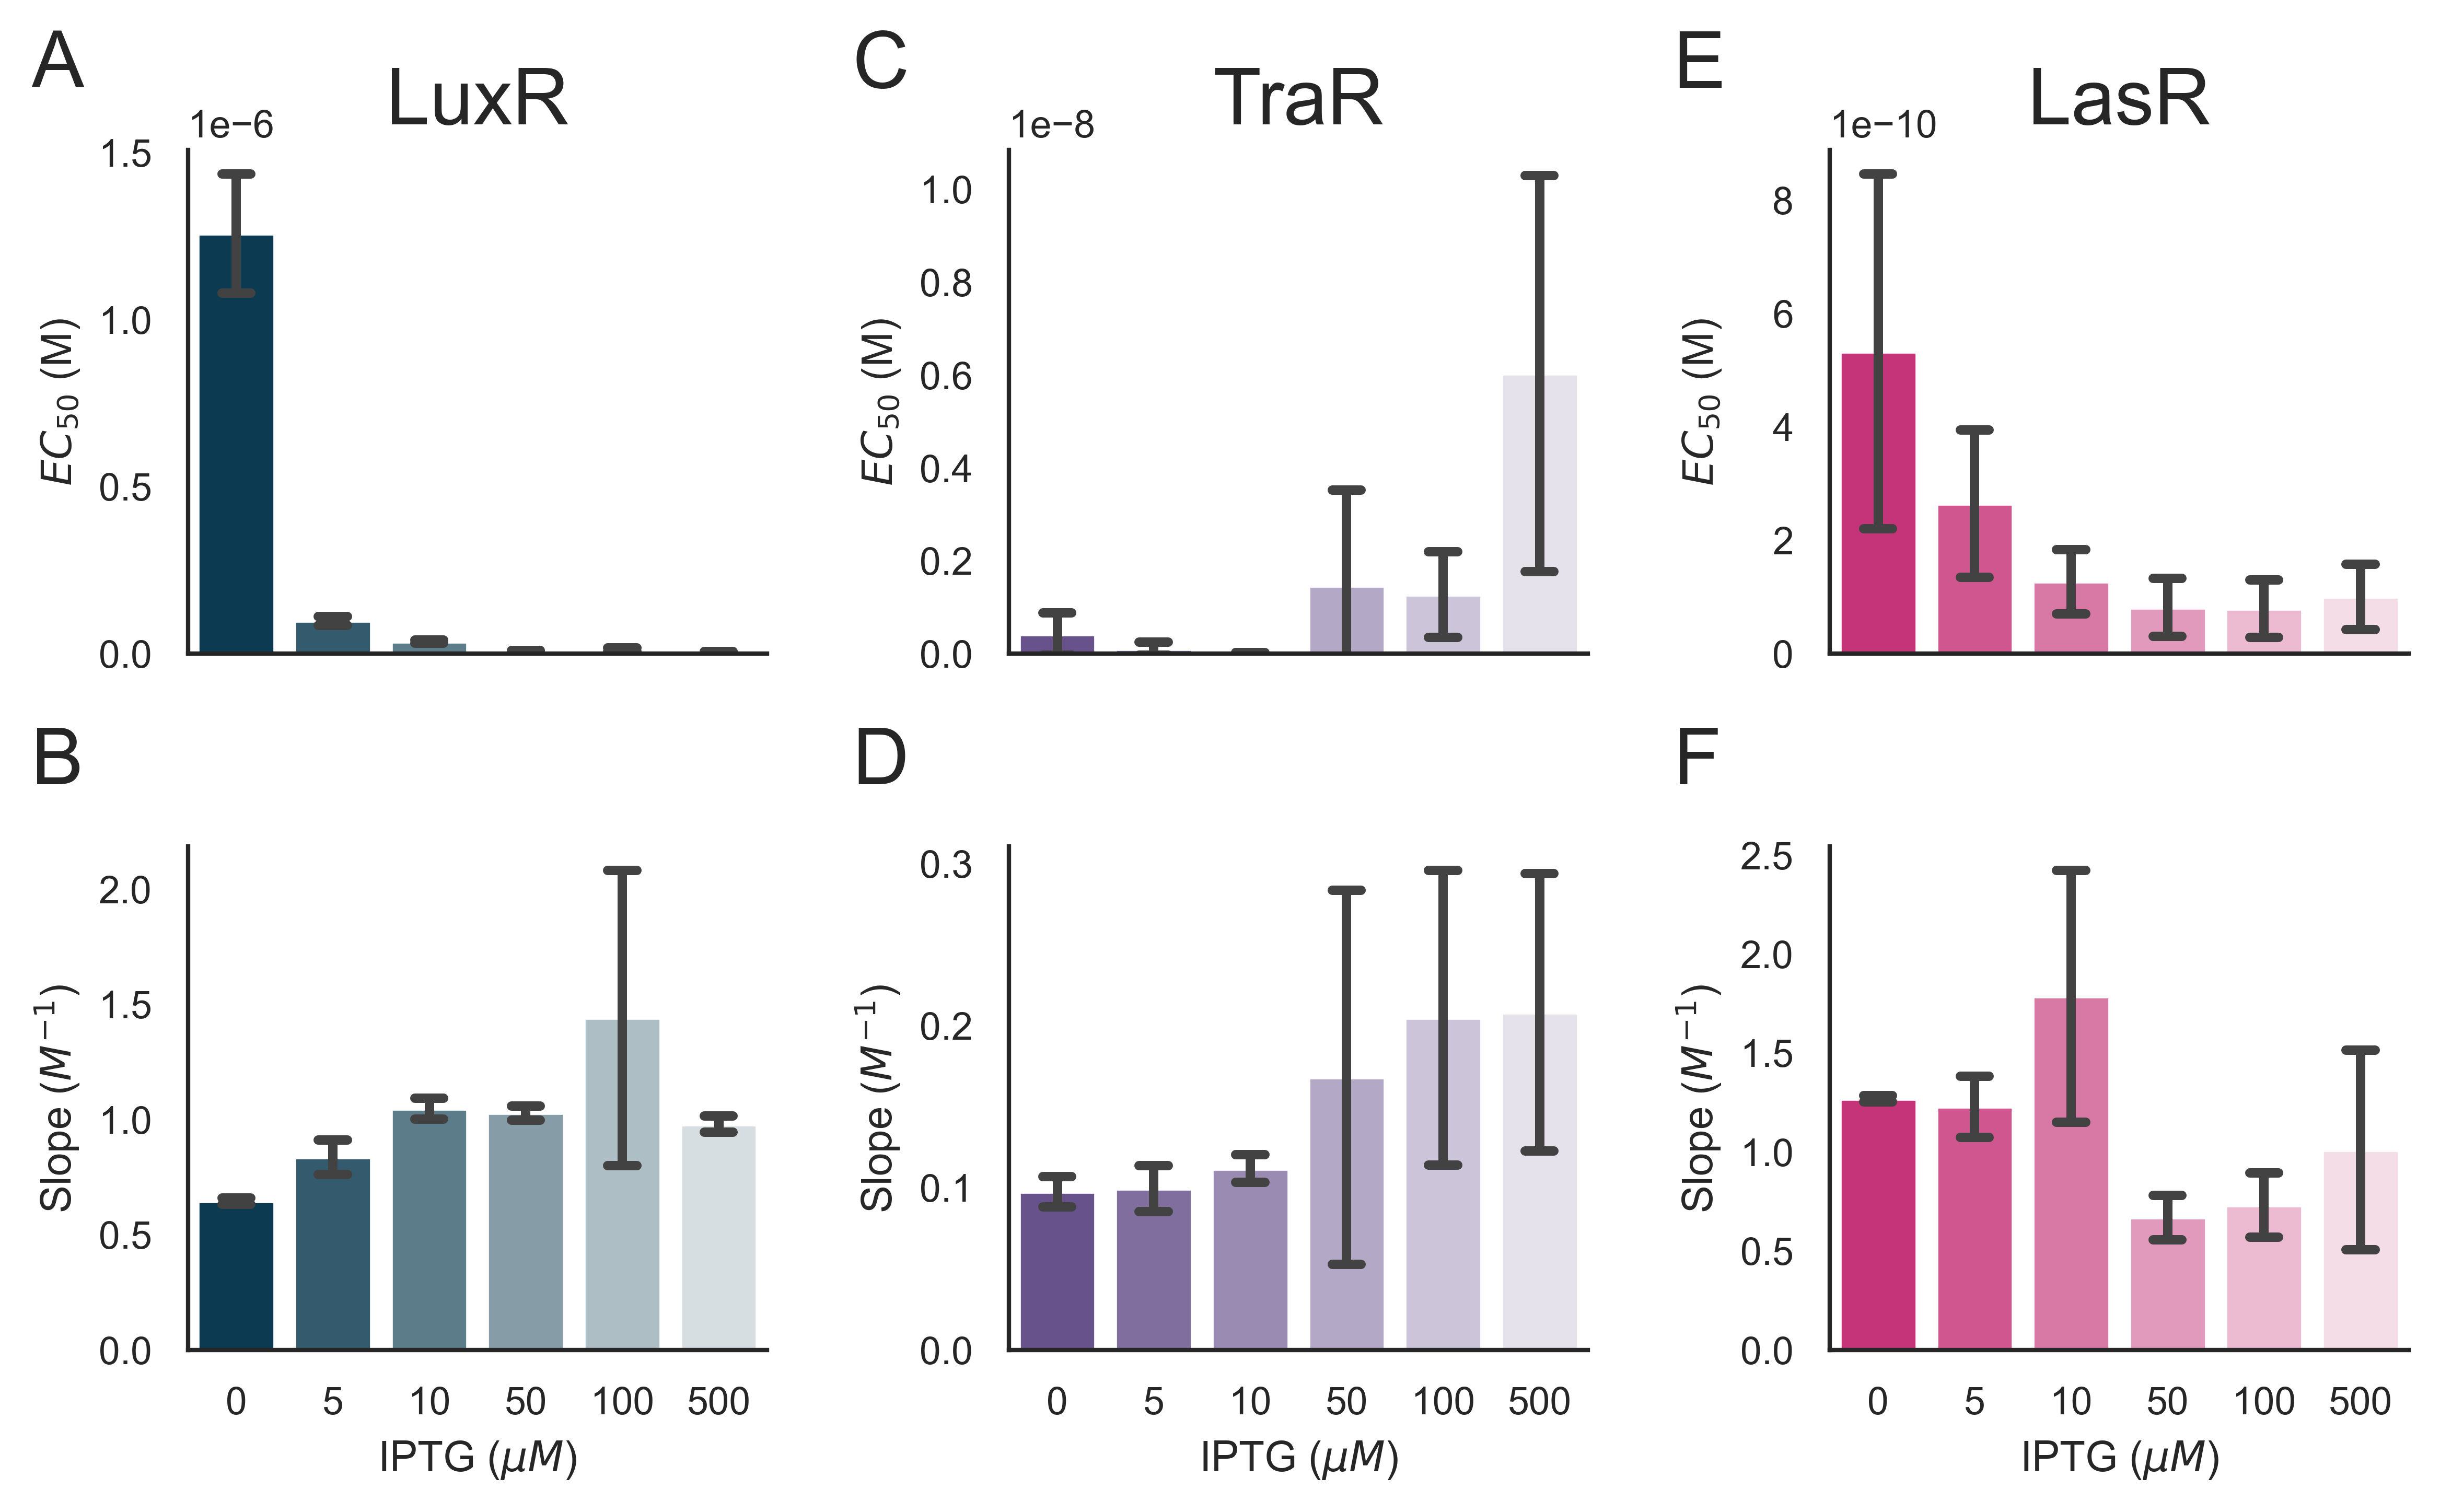 A
LuxR
1e−6
1.5
1.0
0.5
0.0
EC50 (M)
C
TraR
1e−8
1.0
0.8
0.6
0.4
0.2
0.0
EC50 (M)
E
LasR
1e−10
8
6
4
2
0
EC50 (M)
B
2.0
1.5
1.0
0.5
0.0
Slope (M−1)
0 5 10 50 100 500
IPTG (μM)
D
0.3
0.2
0.1
0.0
Slope (M−1)
0 5 10 50 100 500
IPTG (μM)
F
2.5
2.0
1.5
1.0
0.5
0.0
Slope (M−1)
0 5 10 50 100 500
IPTG (μM)